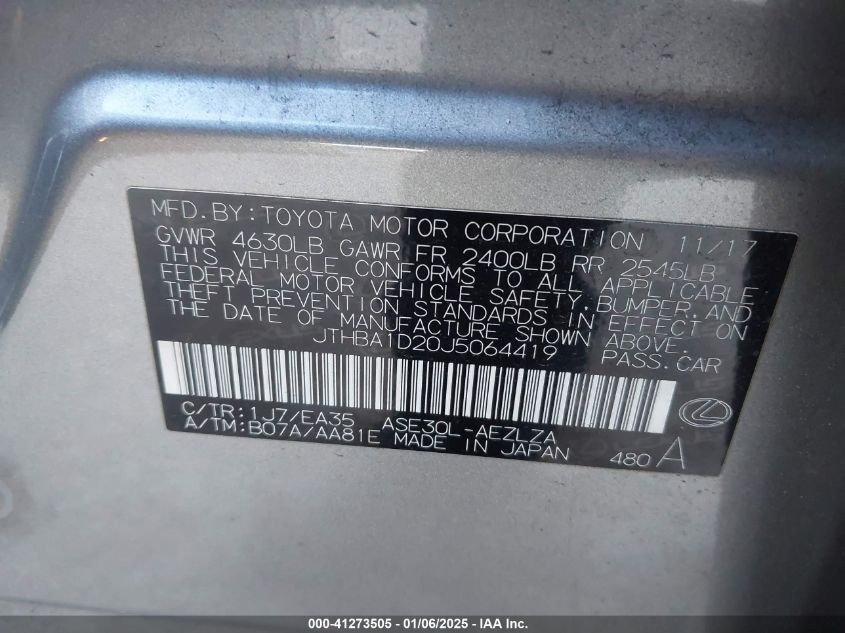 MFD.BY:TOYOTA MOTOR CORPORATION 11/17
GVWR 4630LB GAWR FR 2400LB RR 2545LB
THIS VEHICLE CONFORMS TO ALL APPLICABLE
FEDERAL MOTOR VEHICLE SAFETY,BUMPER,AND
THEFT PREVENTION STANDARDS IN EFFECT ON
THE DATE OF MANUFACTURE SHOWN ABOVE.
JTHBA1D20J5064419 PASS.CAR
C/TR:1J7/EA35 ASE30L-AEZLZA
A/TM:B07A/AA81E MADE IN JAPAN 480 A
000-41273505 - 01/06/2025 - IAA Inc.